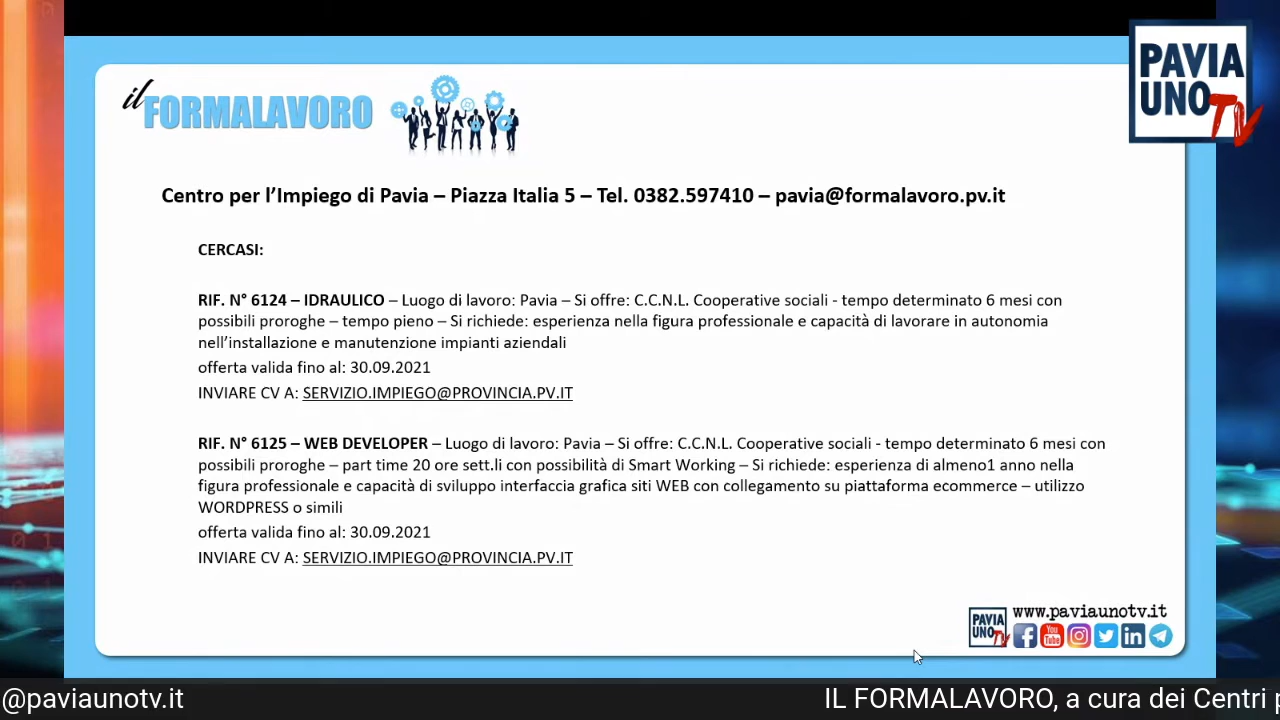 PAVIA
UNO TV
il FORMALAVORO
Centro per l’Impiego di Pavia – Piazza Italia 5 – Tel. 0382.597410 – pavia@formalavoro.pv.it
CERCASI:
RIF. N° 6124 – IDRAULICO – Luogo di lavoro: Pavia – Si offre: C.C.N.L. Cooperative sociali - tempo determinato 6 mesi con
possibili proroghe – tempo pieno – Si richiede: esperienza nella figura professionale e capacità di lavorare in autonomia
nell’installazione e manutenzione impianti aziendali
offerta valida fino al: 30.09.2021
INVIARE CV A: SERVIZIO.IMPIEGO@PROVINCIA.PV.IT
RIF. N° 6125 – WEB DEVELOPER – Luogo di lavoro: Pavia – Si offre: C.C.N.L. Cooperative sociali - tempo determinato 6 mesi con
possibili proroghe – part time 20 ore sett.li con possibilità di Smart Working – Si richiede: esperienza di almeno1 anno nella
figura professionale e capacità di sviluppo interfaccia grafica siti WEB con collegamento su piattaforma ecommerce – utilizzo
WORDPRESS o simili
offerta valida fino al: 30.09.2021
INVIARE CV A: SERVIZIO.IMPIEGO@PROVINCIA.PV.IT
www.paviaunotv.it
PAVIA
UNO TV
You
Tube
@paviaunotv.it IL FORMALAVORO, a cura dei Centri p